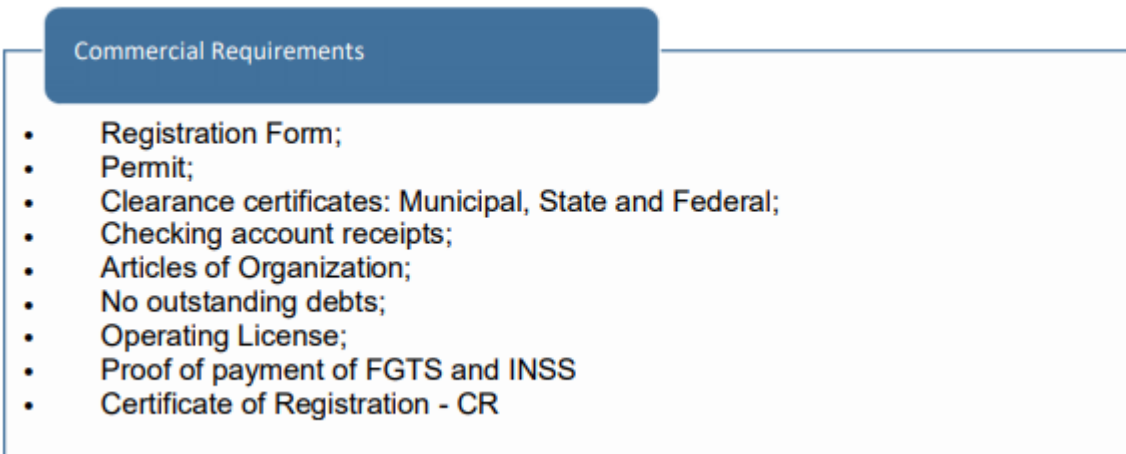 Commercial Requirements
• Registration Form;
• Permit;
• Clearance certificates: Municipal, State and Federal;
• Checking account receipts;
• Articles of Organization;
• No outstanding debts;
• Operating License;
• Proof of payment of FGTS and INSS
• Certificate of Registration - CR